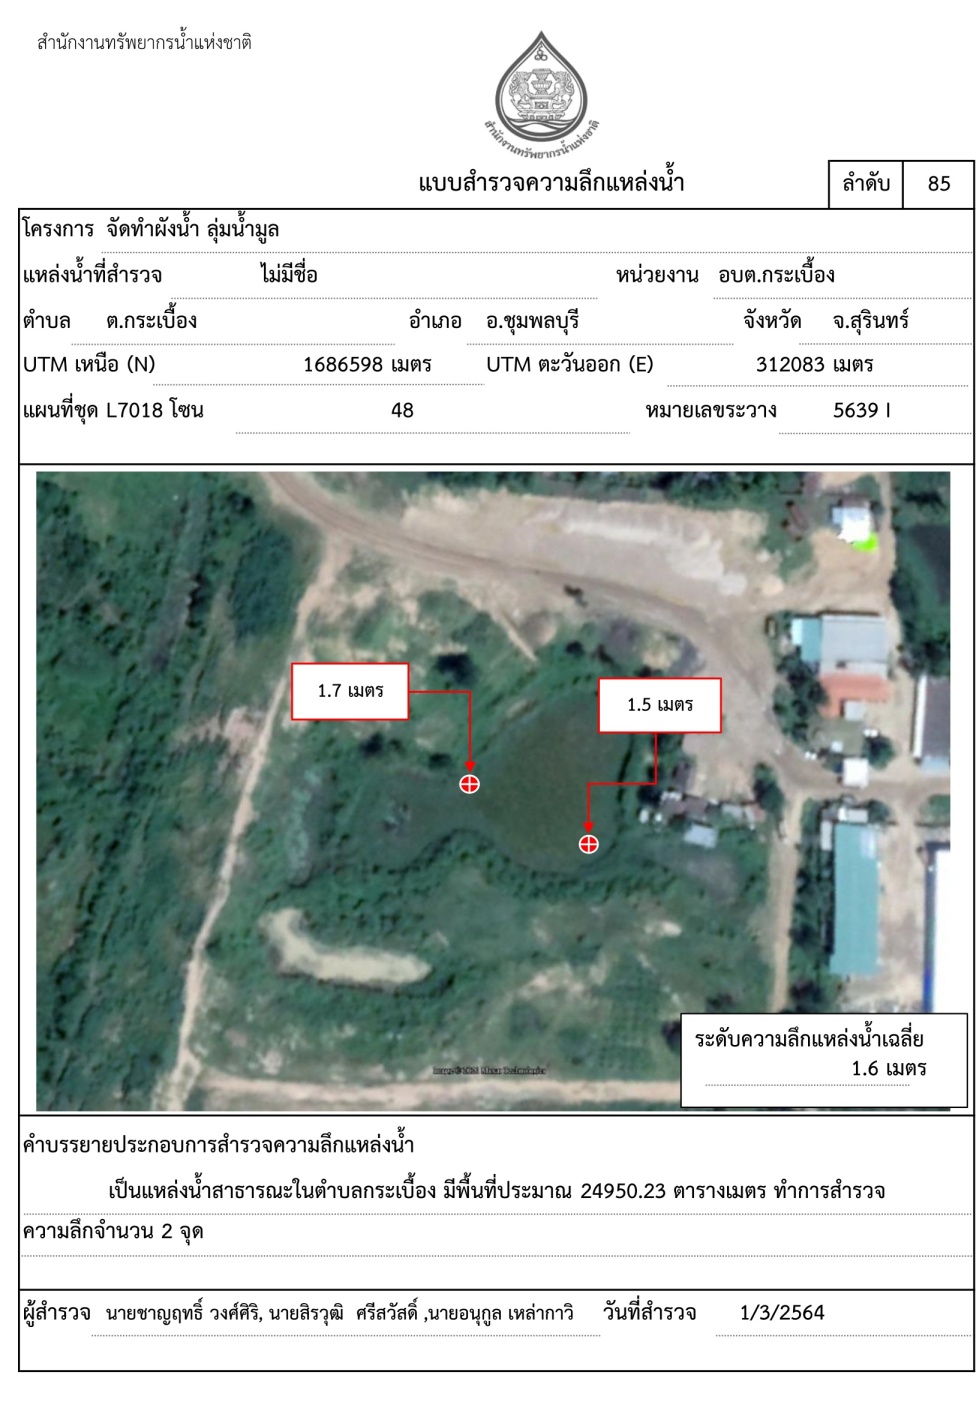 สำนักงานทรัพยากรน้ำแห่งชาติ
สำนักงานทรัพยากรน้ำแห่งชาติ
แบบสำรวจความลึกแหล่งน้ำ
ลำดับ 85
โครงการ จัดทำผังน้ำ ลุ่มน้ำมูล
แหล่งน้ำที่สำรวจ ไม่มีชื่อ หน่วยงาน อบต.กระเบื้อง
ตำบล ต.กระเบื้อง อำเภอ อ.ชุมพลบุรี จังหวัด จ.สุรินทร์
UTM เหนือ (N) 1686598 เมตร UTM ตะวันออก (E) 312083 เมตร
แผนที่ชุด L7018 โซน 48 หมายเลขระวาง 5639 I
1.7 เมตร
1.5 เมตร
ระดับความลึกแหล่งน้ำเฉลี่ย
1.6 เมตร
คำบรรยายประกอบการสำรวจความลึกแหล่งน้ำ
เป็นแหล่งน้ำสาธารณะในตำบลกระเบื้อง มีพื้นที่ประมาณ 24950.23 ตารางเมตร ทำการสำรวจ
ความลึกจำนวน 2 จุด
ผู้สำรวจ นายชาญฤทธิ์ วงศ์ศิริ, นายสิรวุฒิ ศรีสวัสดิ์ ,นายอนุกูล เหล่ากาวิ วันที่สำรวจ 1/3/2564